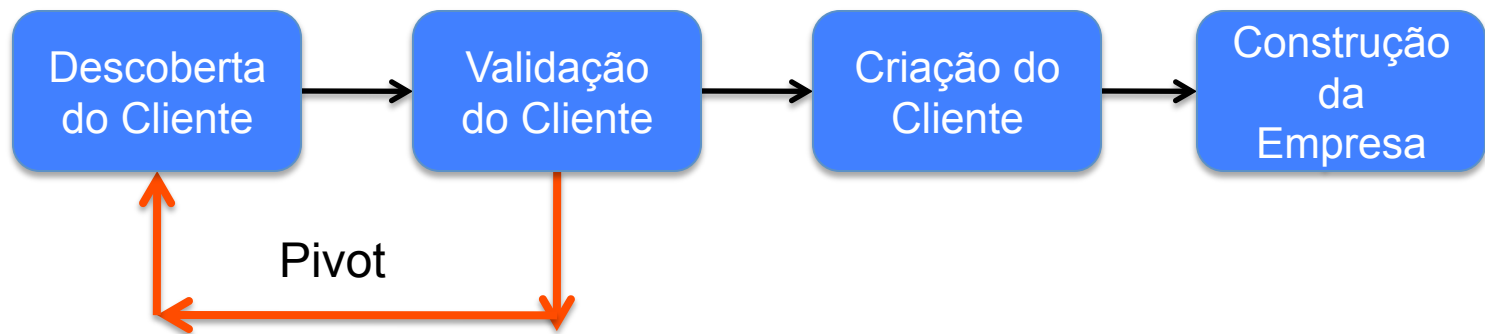 Descoberta
do Cliente
Validação
do Cliente
Criação do
Cliente
Construção
da
Empresa
Pivot